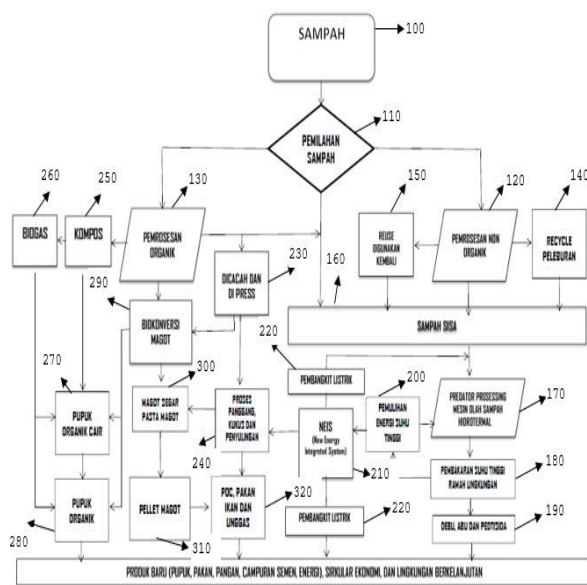 SAMPAH
100
PEMILAHAN
SAMPAH
110
260
250
130
150
120
140
BIOGAS
KOMPOS
PEMROSESAN
ORGANIK
REUSE
DIGUNAKAN
KEMBALI
PEMROSESAN NON
ORGANIK
RECYCLE
PELEBURAN
230
160
290
DICACAH DAN
DI PRESS
BIOKONVERSI
MAGOT
220
SAMPAH SISA
270
300
PEMBANGKIT LISTRIK
200
170
PUPUK
ORGANIK CAIR
MAGOT SEGAR
PASTA MAGOT
PROSES
PANGGANG,
KUKUS DAN
PENYULINGAN
NEIS
(New Energy
Integrated System)
PEMULIHAN
ENERGI SUHU
TINGGI
PREDATOR PROSESSING
MESIN OLAH SAMPAH
HIDROTERMAL
240
210
180
PUPUK
ORGANIK
PELLET MAGOT
POC, PAKAN
IKAN DAN
UNGGAS
320
PEMBAKARAN SUHU TINGGI
RAMAH LINGKUNGAN
220
190
PEMBANGKIT LISTRIK
DEBU, ABU DAN PESTISIDA
280
310
PRODUK BARU (PUPUK, PAKAN, PANGAN, CAMPURAN SEMEN, ENERGI), SIRKULAR EKONOMI, DAN LINGKUNGAN BERKELANJUTAN